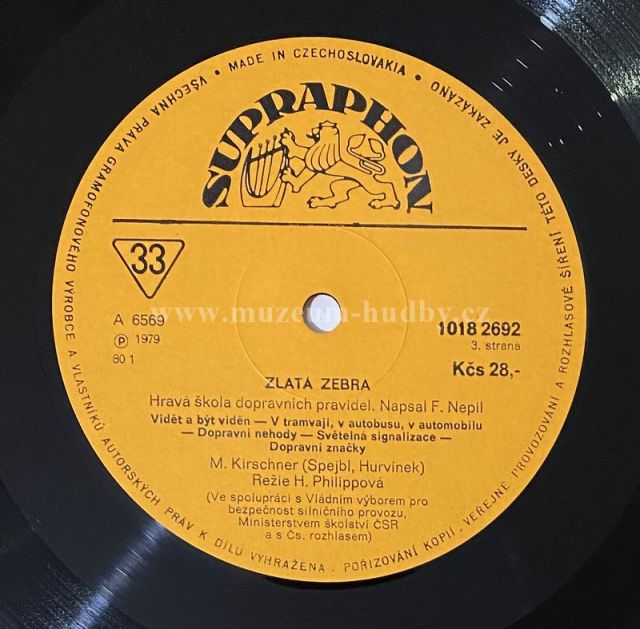 VŠECHNA PRÁVA GRAMOFONOVÉHO VÝROBCE A VLASTNÍKŮ AUTORSKÝCH PRÁV K DÍLU VYHRAŽENA. POŘIZOVÁNÍ KOPIÍ, VEŘEJNÉ PROVOZOVÁNÍ A ROZHLASOVÉ ŠÍŘENÍ TÉTO DESKY JE ZAKÁZÁNO
• MADE IN CZECHOSLOVAKIA •
SUPRAPHON
33
www.muzeum-hudby.cz
A 6569
Ⓟ 1979
80 1
1018 2692
3. strana
Kčs 28,-
ZLATÁ ZEBRA
Hravá škola dopravních pravidel. Napsal F. Nepil
Vidět a být viděn — V tramvaji, v autobusu, v automobilu
— Dopravní nehody — Světelná signalizace —
Dopravní značky
M. Kirschner (Spejbl, Hurvínek)
Režie H. Philippová
(Ve spolupráci s Vládním výborem pro
bezpečnost silničního provozu,
Ministerstvem školství ČSR
a s Čs. rozhlasem)